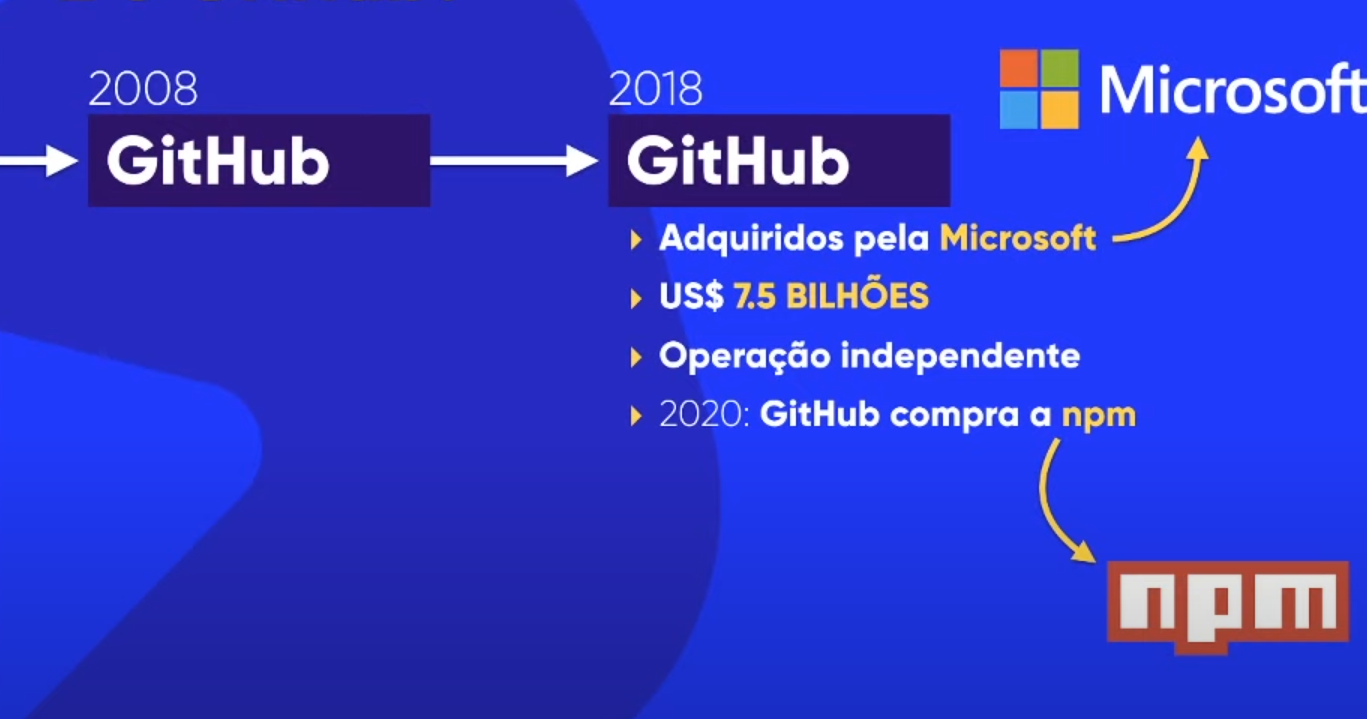 2008
GitHub
2018
GitHub
Microsoft
Adquiridos pela Microsoft
US$ 7.5 BILHÕES
Operação independente
2020: GitHub compra a npm
npm